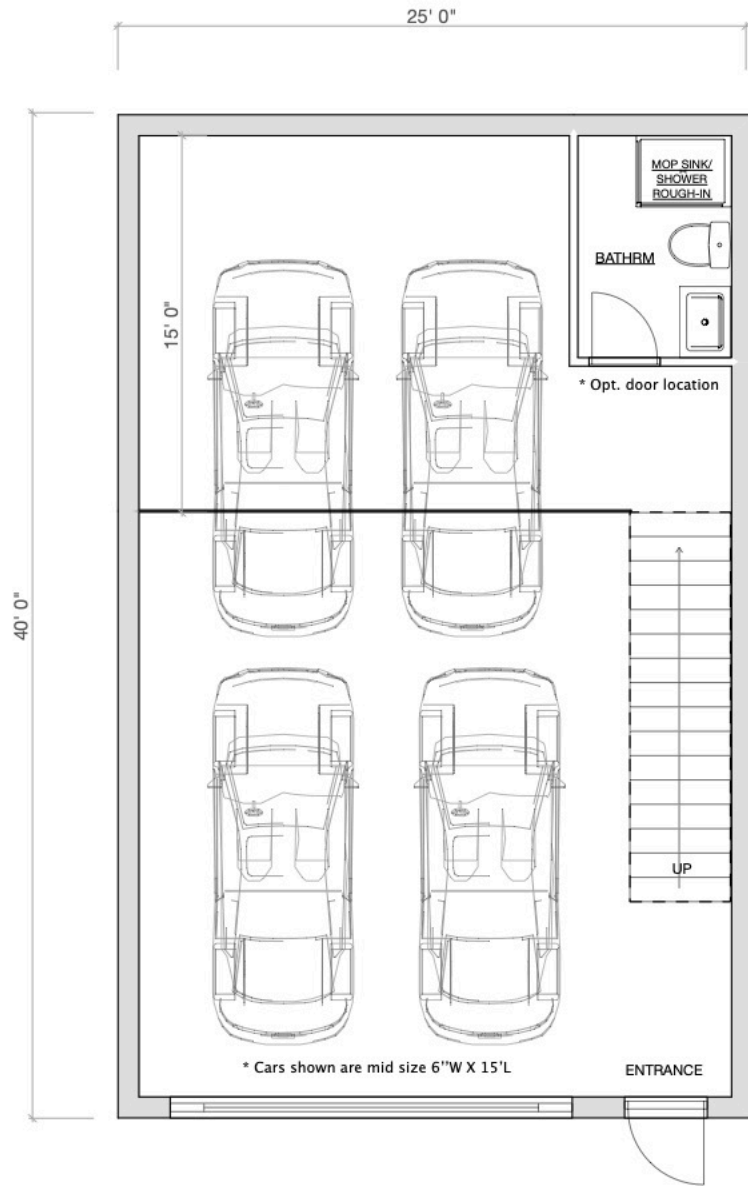 25' 0"
MOP SINK/
SHOWER
ROUGH-IN
BATHRM
15' 0"
* Opt. door location
40' 0"
UP
* Cars shown are mid size 6''W X 15'L
ENTRANCE